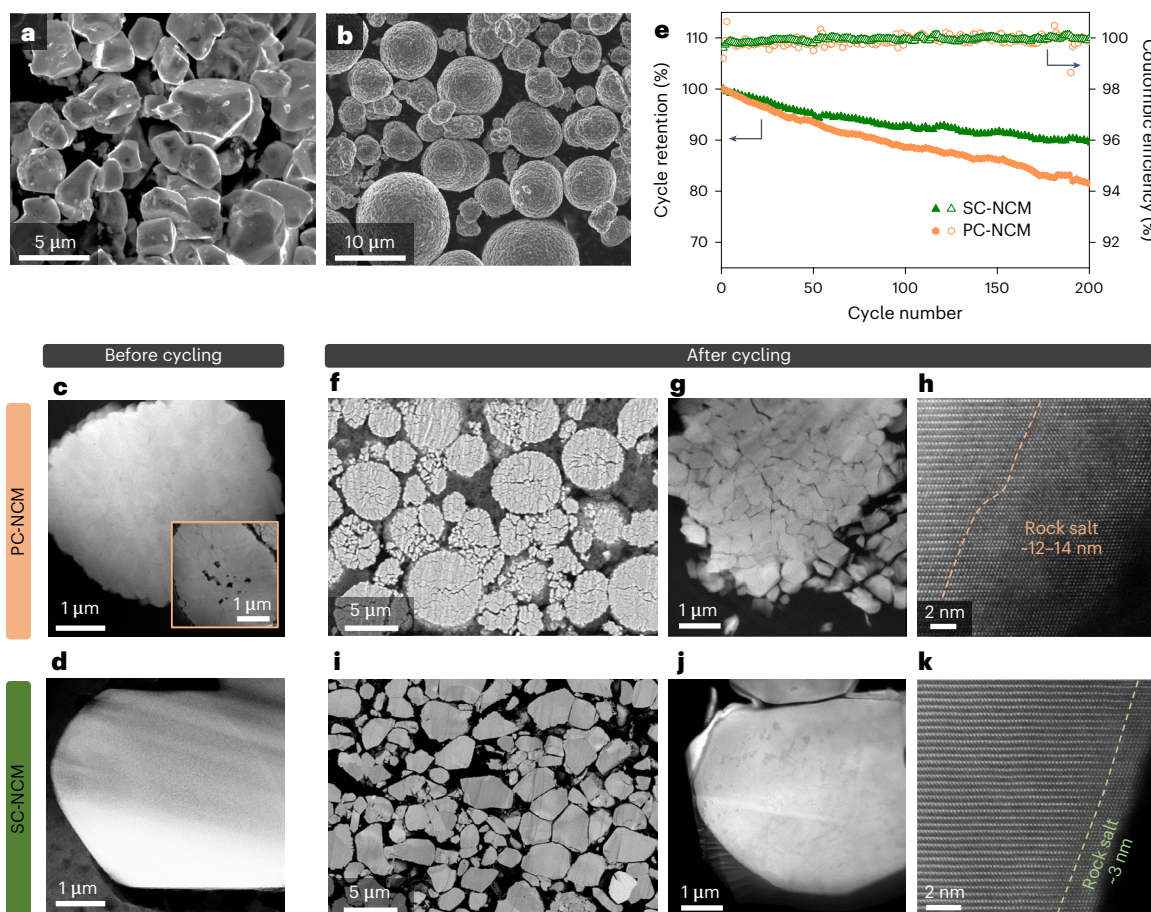 a
5 µm
b
10 µm
e
110
100
90
80
70
Cycle retention (%)
100
98
96
94
92
Coulombic efficiency (%)
SC-NCM
PC-NCM
0
50
100
150
200
Cycle number
Before cycling
After cycling
PC-NCM
c
1 µm
1 µm
f
5 µm
g
1 µm
h
Rock salt
~12–14 nm
2 nm
SC-NCM
d
1 µm
i
5 µm
j
1 µm
k
Rock salt
~3 nm
2 nm